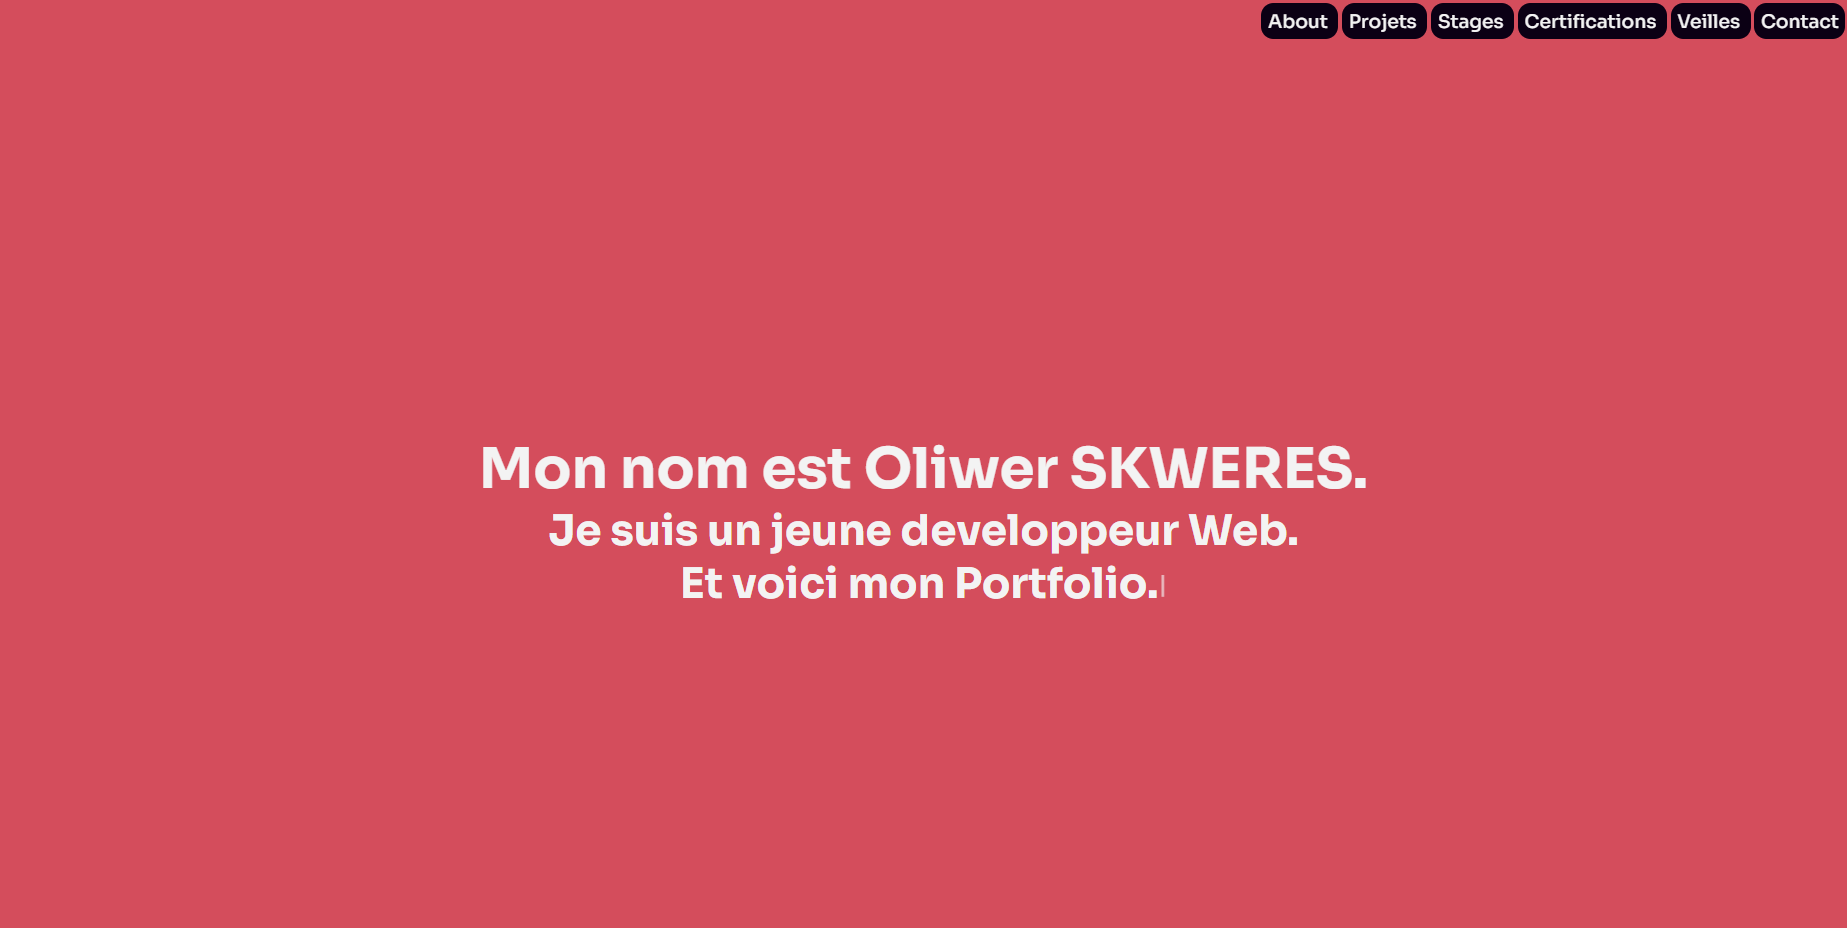 About Projets Stages Certifications Veilles Contact
Mon nom est Oliwer SKWERES.
Je suis un jeune developpeur Web.
Et voici mon Portfolio.